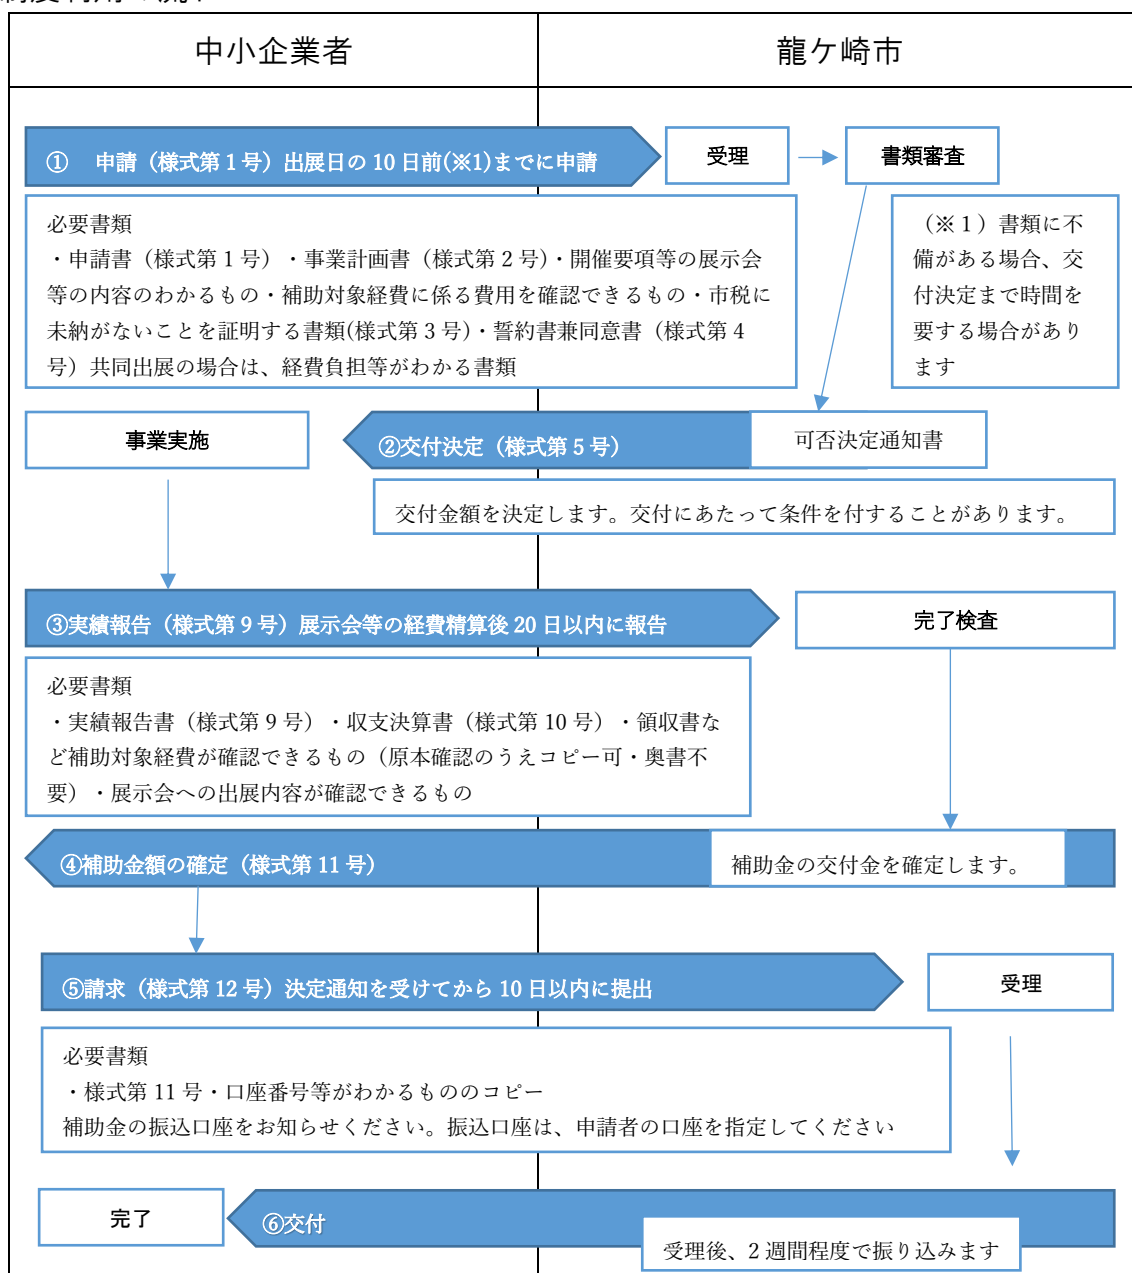 中小企業者
龍ケ崎市
① 申請（様式第1号）出展日の10日前(※1)までに申請
受理
書類審査
必要書類
・申請書（様式第1号）・事業計画書（様式第2号)・開催要項等の展示会
等の内容のわかるもの・補助対象経費に係る費用を確認できるもの・市税に
未納がないことを証明する書類(様式第3号)・誓約書兼同意書（様式第4
号）共同出展の場合は、経費負担等がわかる書類
（※1）書類に不
備がある場合、交
付決定まで時間を
要する場合があり
ます
事業実施
②交付決定（様式第5号）
可否決定通知書
交付金額を決定します。交付にあたって条件を付することがあります。
③実績報告（様式第9号）展示会等の経費精算後20日以内に報告
完了検査
必要書類
・実績報告書（様式第9号）・収支決算書（様式第10号）・領収書な
ど補助対象経費が確認できるもの（原本確認のうえコピー可・奥書不
要）・展示会への出展内容が確認できるもの
④補助金額の確定（様式第11号）
補助金の交付金を確定します。
⑤請求（様式第12号）決定通知を受けてから10日以内に提出
受理
必要書類
・様式第11号・口座番号等がわかるもののコピー
補助金の振込口座をお知らせください。振込口座は、申請者の口座を指定してください
完了
⑥交付
受理後、2週間程度で振り込みます